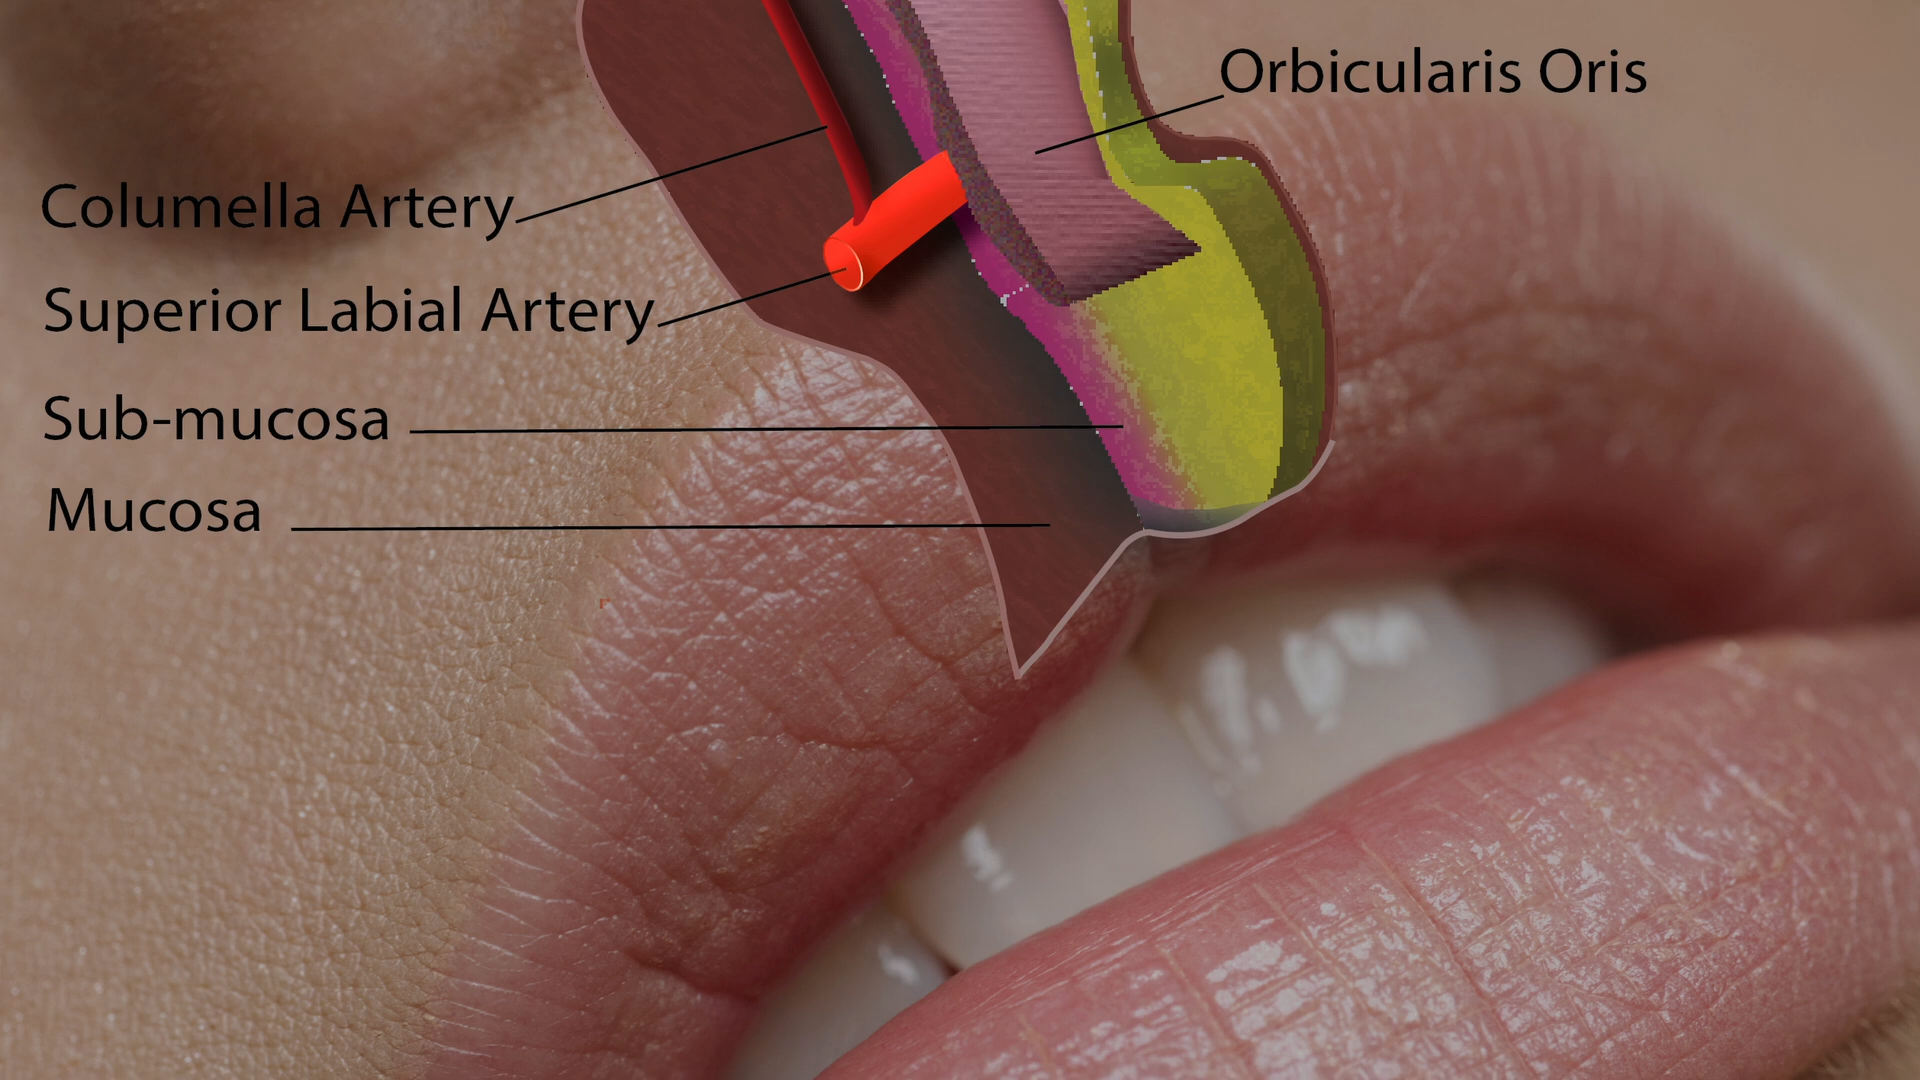 Orbicularis Oris
Columella Artery
Superior Labial Artery
Sub-mucosa
Mucosa